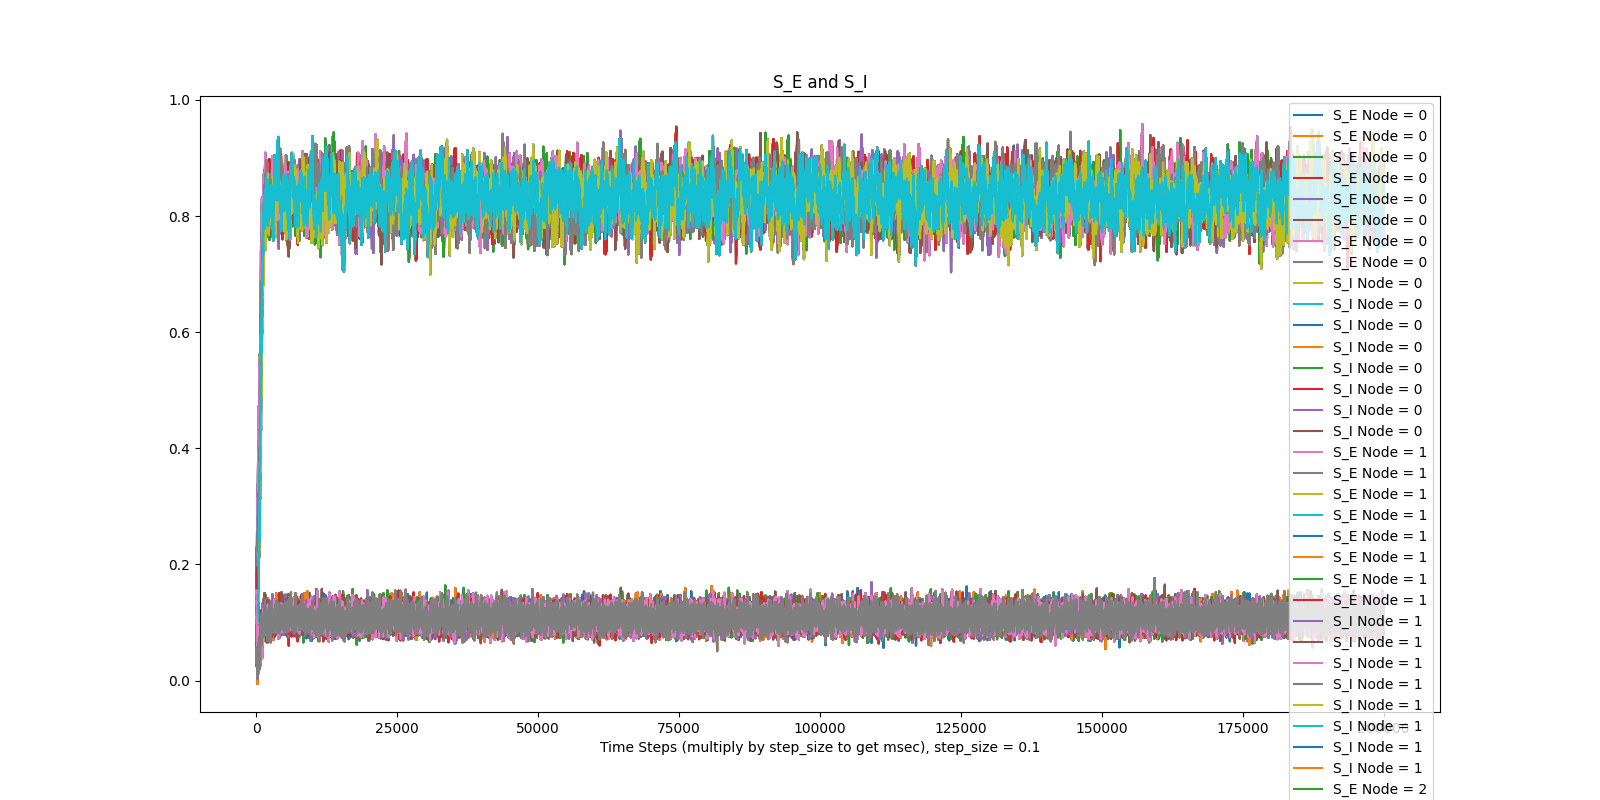 S_E and S_I
1.0
0.8
0.6
0.4
0.2
0.0
0
25000
50000
75000
100000
125000
150000
175000
Time Steps (multiply by step_size to get msec), step_size = 0.1
S_E Node = 0
S_E Node = 0
S_E Node = 0
S_E Node = 0
S_E Node = 0
S_E Node = 0
S_E Node = 0
S_E Node = 0
S_I Node = 0
S_I Node = 0
S_I Node = 0
S_I Node = 0
S_I Node = 0
S_I Node = 0
S_I Node = 0
S_I Node = 0
S_E Node = 1
S_E Node = 1
S_E Node = 1
S_E Node = 1
S_E Node = 1
S_E Node = 1
S_E Node = 1
S_E Node = 1
S_I Node = 1
S_I Node = 1
S_I Node = 1
S_I Node = 1
S_I Node = 1
S_I Node = 1
S_I Node = 1
S_I Node = 1
S_E Node = 2